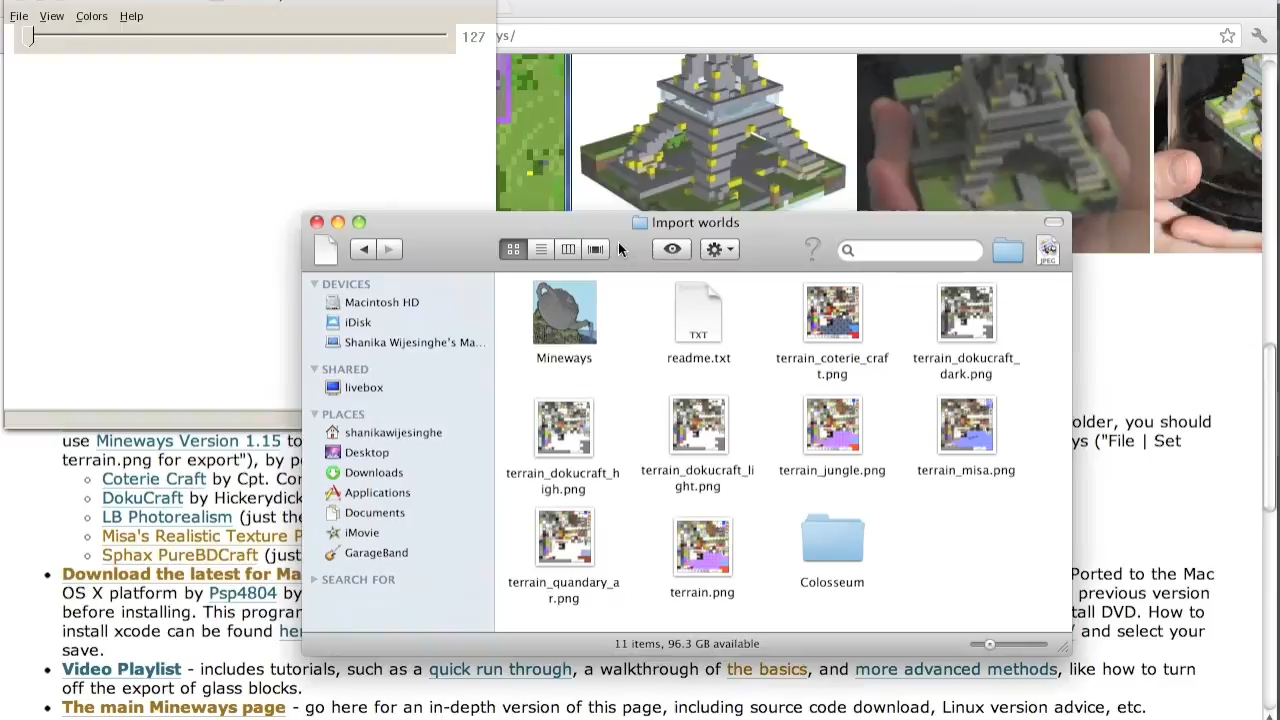 File View Colors Help
127
ys/
Import worlds
JPEG
DEVICES
Macintosh HD
iDisk
Shanika Wijesinghe's Ma...
SHARED
livebox
PLACES
shanikawijesinghe
Desktop
Downloads
Applications
Documents
iMovie
GarageBand
SEARCH FOR
TXT
Mineways
readme.txt
terrain_coterie_craf
t.png
terrain_dokucraft_
dark.png
terrain_dokucraft_h
igh.png
terrain_dokucraft_li
ght.png
terrain_jungle.png
terrain_misa.png
terrain_quandary_a
r.png
terrain.png
Colosseum
11 items, 96.3 GB available
older, you should
use Mineways Version 1.15 to
ys ("File | Set
terrain.png for export"), by p
Coterie Craft by Cpt. Cor
DokuCraft by Hickerydick
LB Photorealism (just the
Misa's Realistic Texture P
Sphax PureBDCraft (just
Download the latest for Ma
Ported to the Mac
OS X platform by Psp4804 by
previous version
before installing. This program
tall DVD. How to
install xcode can be found her
/ and select your
save.
Video Playlist - includes tutorials, such as a quick run through, a walkthrough of the basics, and more advanced methods, like how to turn
off the export of glass blocks.
The main Mineways page - go here for an in-depth version of this page, including source code download, Linux version advice, etc.